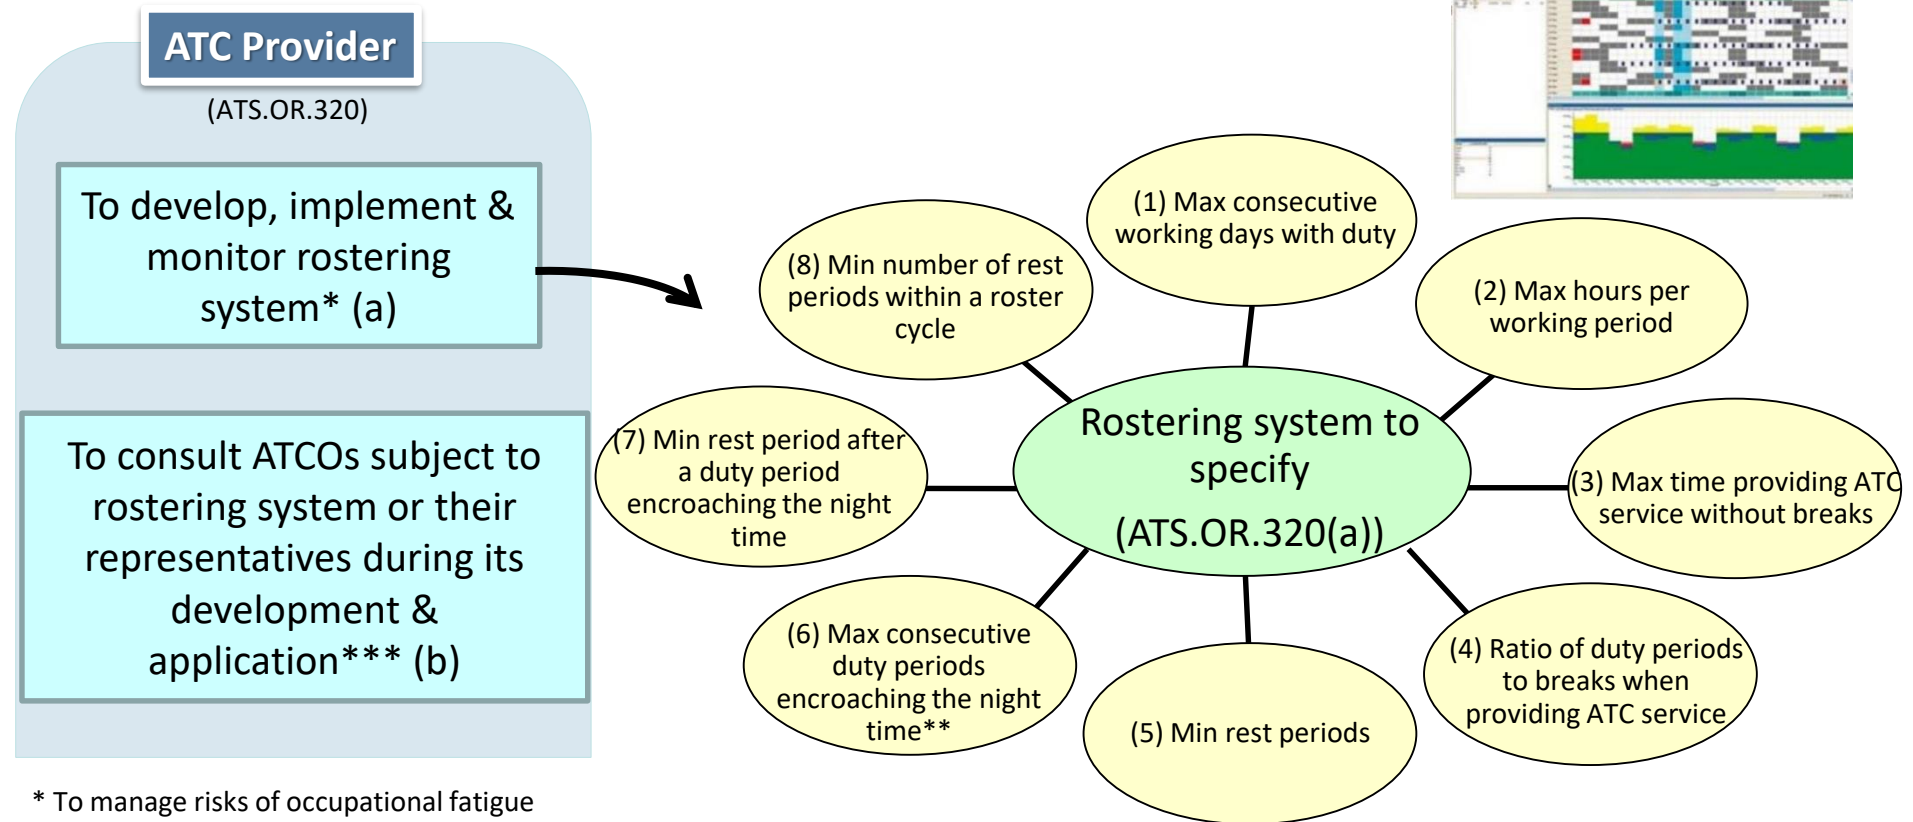 ATC Provider
(ATS.OR.320)
To develop, implement &
monitor rostering
system* (a)
To consult ATCOs subject to
rostering system or their
representatives during its
development &
application*** (b)
* To manage risks of occupational fatigue
Rostering system to
specify
(ATS.OR.320(a))
(1) Max consecutive
working days with duty
(2) Max hours per
working period
(3) Max time providing ATC
service without breaks
(4) Ratio of duty periods
to breaks when
providing ATC service
(5) Min rest periods
(6) Max consecutive
duty periods
encroaching the night
time**
(7) Min rest period after
a duty period
encroaching the night
time
(8) Min number of rest
periods within a roster
cycle